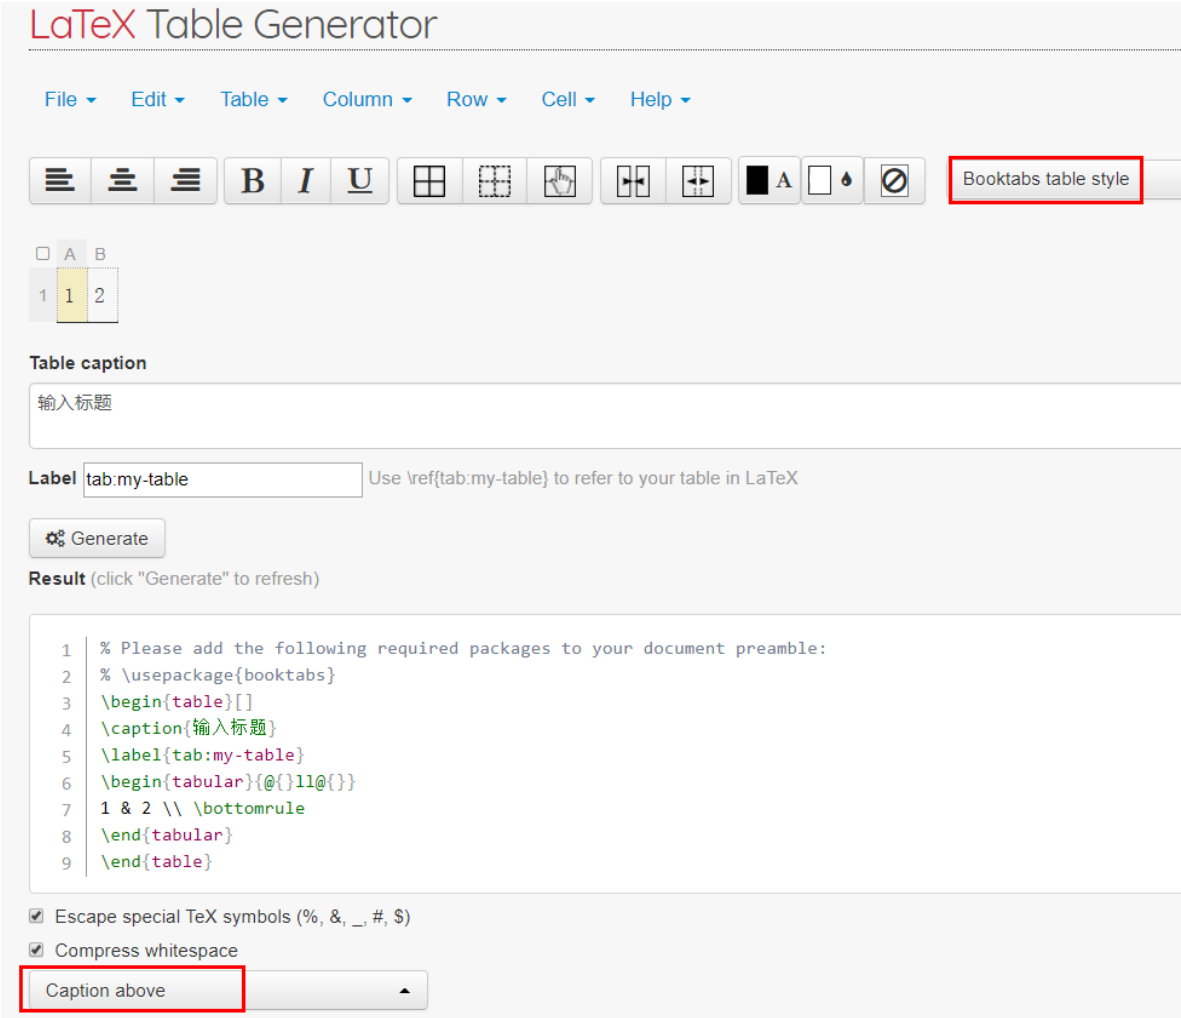 LaTeX Table Generator
File Edit Table Column Row Cell Help
B I U A Booktabs table style
A B
1 1 2
Table caption
输入标题
Label tab:my-table Use \ref{tab:my-table} to refer to your table in LaTeX
Generate
Result (click "Generate" to refresh)
1 % Please add the following required packages to your document preamble:
2 % \usepackage{booktabs}
3 \begin{table}[]
4 \caption{输入标题}
5 \label{tab:my-table}
6 \begin{tabular}{@{}ll@{}}
7 1 & 2 \\ \bottomrule
8 \end{tabular}
9 \end{table}
Escape special TeX symbols (%, &, _, #, $)
Compress whitespace
Caption above